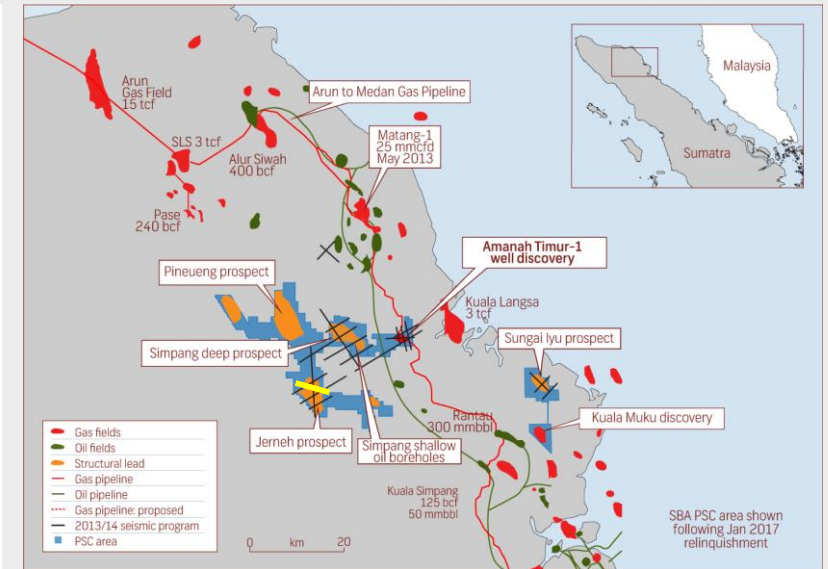 Arun
Gas Field
15 tcf
Arun to Medan Gas Pipeline
Malaysia
Sumatra
SLS 3 tcf
Alur Siwah
400 bcf
Matang-1
25 mmcfd
May 2013
Pase
240 bcf
Amanah Timur-1
well discovery
Pineueng prospect
Kuala Langsa
3 tcf
Simpang deep prospect
Sungai Iyu prospect
Rantau
300 mmbbl
Kuala Muku discovery
Jerneh prospect
Simpang shallow
oil boreholes
Kuala Simpang
125 bcf
50 mmbbl
Gas fields
Oil fields
Structural lead
Gas pipeline
Oil pipeline
Gas pipeline: proposed
2013/14 seismic program
PSC area
0 km 20
SBA PSC area shown
following Jan 2017
relinquishment